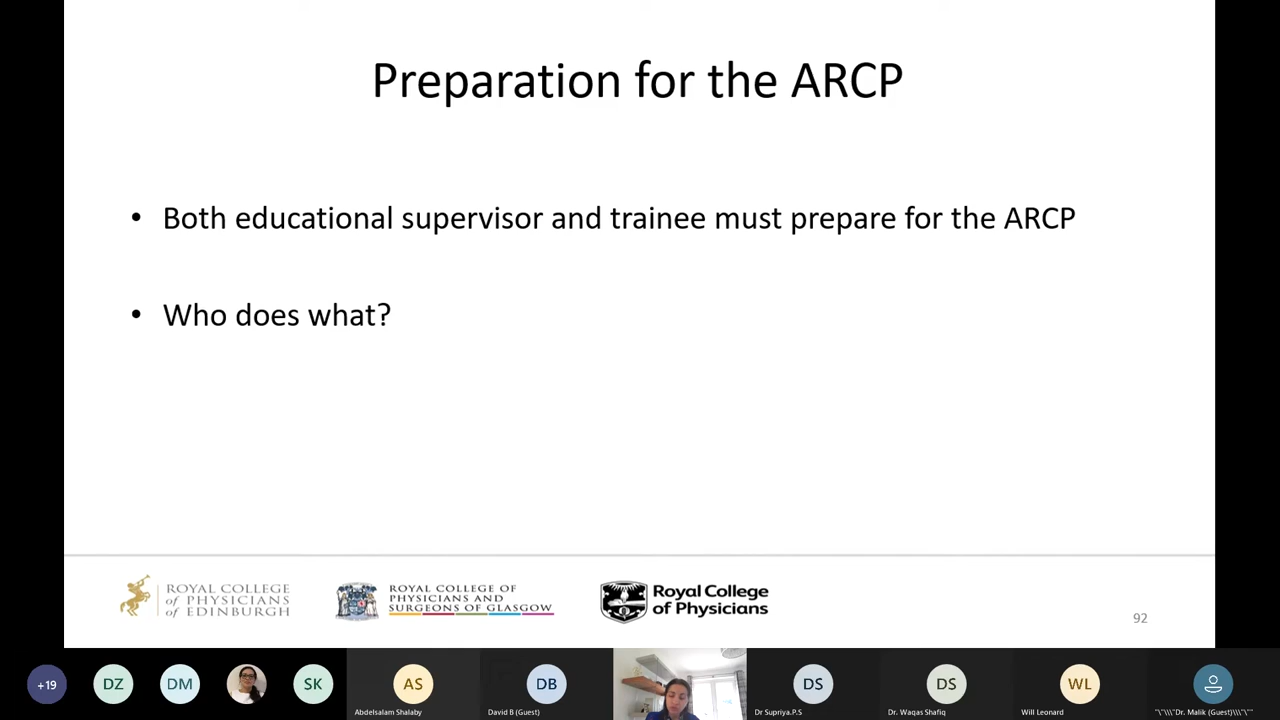 Preparation for the ARCP
• Both educational supervisor and trainee must prepare for the ARCP
• Who does what?
ROYAL COLLEGE
of PHYSICIANS
of EDINBURGH
ROYAL COLLEGE OF
PHYSICIANS AND
SURGEONS OF GLASGOW
Royal College
of Physicians
92
+19
DZ
DM
SK
AS
Abdelsalam Shalaby
DB
David B (Guest)
DS
Dr Supriya.P.S
DS
Dr. Waqas Shafiq
WL
Will Leonard
"\"\\\"Dr. Malik (Guest)\\\"\""